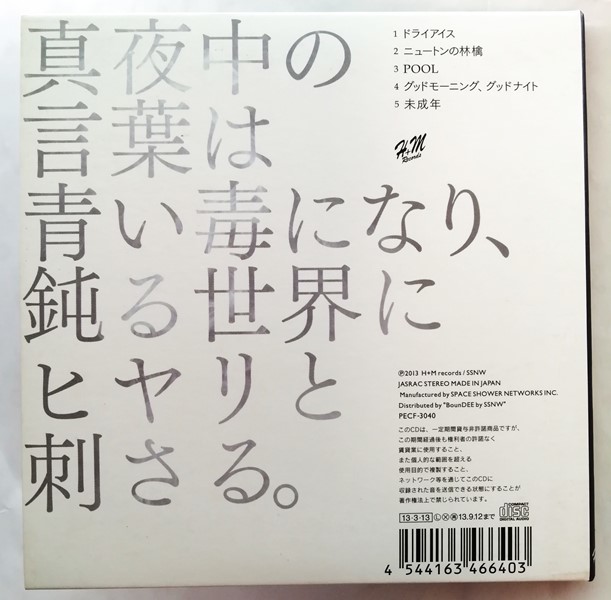 真夜中の
言葉は
青い毒になり、
鈍る世界に
ヒヤリと
刺さる。
1 ドライアイス
2 ニュートンの林檎
3 POOL
4 グッドモーニング、グッドナイト
5 未成年
H+M
Records
℗2013 H+M records / SSNW
JASRAC STEREO MADE IN JAPAN
Manufactured by SPACE SHOWER NETWORKS INC.
Distributed by "BounDEE by SSNW"
PECF-3040
このCDは、一定期間貸与非許諾商品ですが、
この期間経過後も権利者の許諾なく
賃貸業に使用すること、
また個人的な範囲を超える
使用目的で複製すること、
ネットワーク等を通じてこのCDに
収録された音を送信できる状態にすることが
著作権法上で禁じられています。
13・3・13 Ⓛ Ⓧ ㊢ 13.9.12まで
COMPACT
disc
DIGITAL AUDIO
4 544163 466403